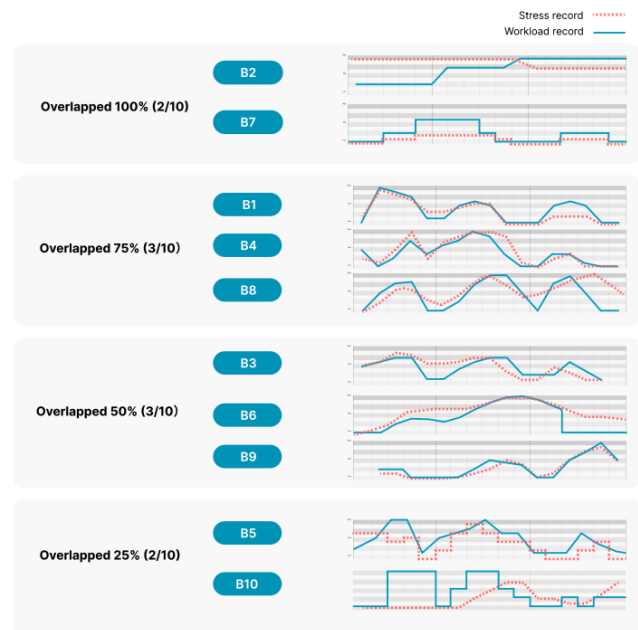 Stress record
Workload record
Overlapped 100% (2/10)
B2
B7
Overlapped 75% (3/10)
B1
B4
B8
Overlapped 50% (3/10)
B3
B6
B9
Overlapped 25% (2/10)
B5
B10